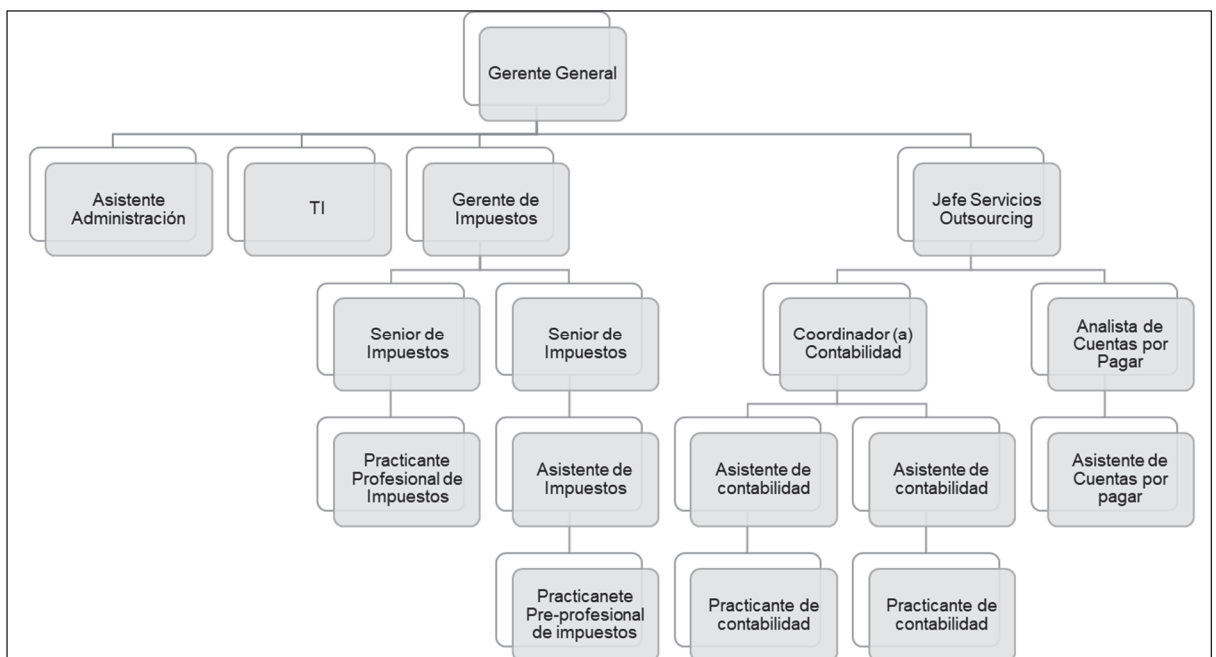 Gerente General
Asistente
Administración
TI
Gerente de
Impuestos
Jefe Servicios
Outsourcing
Senior de
Impuestos
Senior de
Impuestos
Coordinador (a)
Contabilidad
Analista de
Cuentas por
Pagar
Practicante
Profesional de
Impuestos
Asistente de
Impuestos
Asistente de
contabilidad
Asistente de
contabilidad
Asistente de
Cuentas por
pagar
Practicanete
Pre-profesional
de impuestos
Practicante de
contabilidad
Practicante de
contabilidad